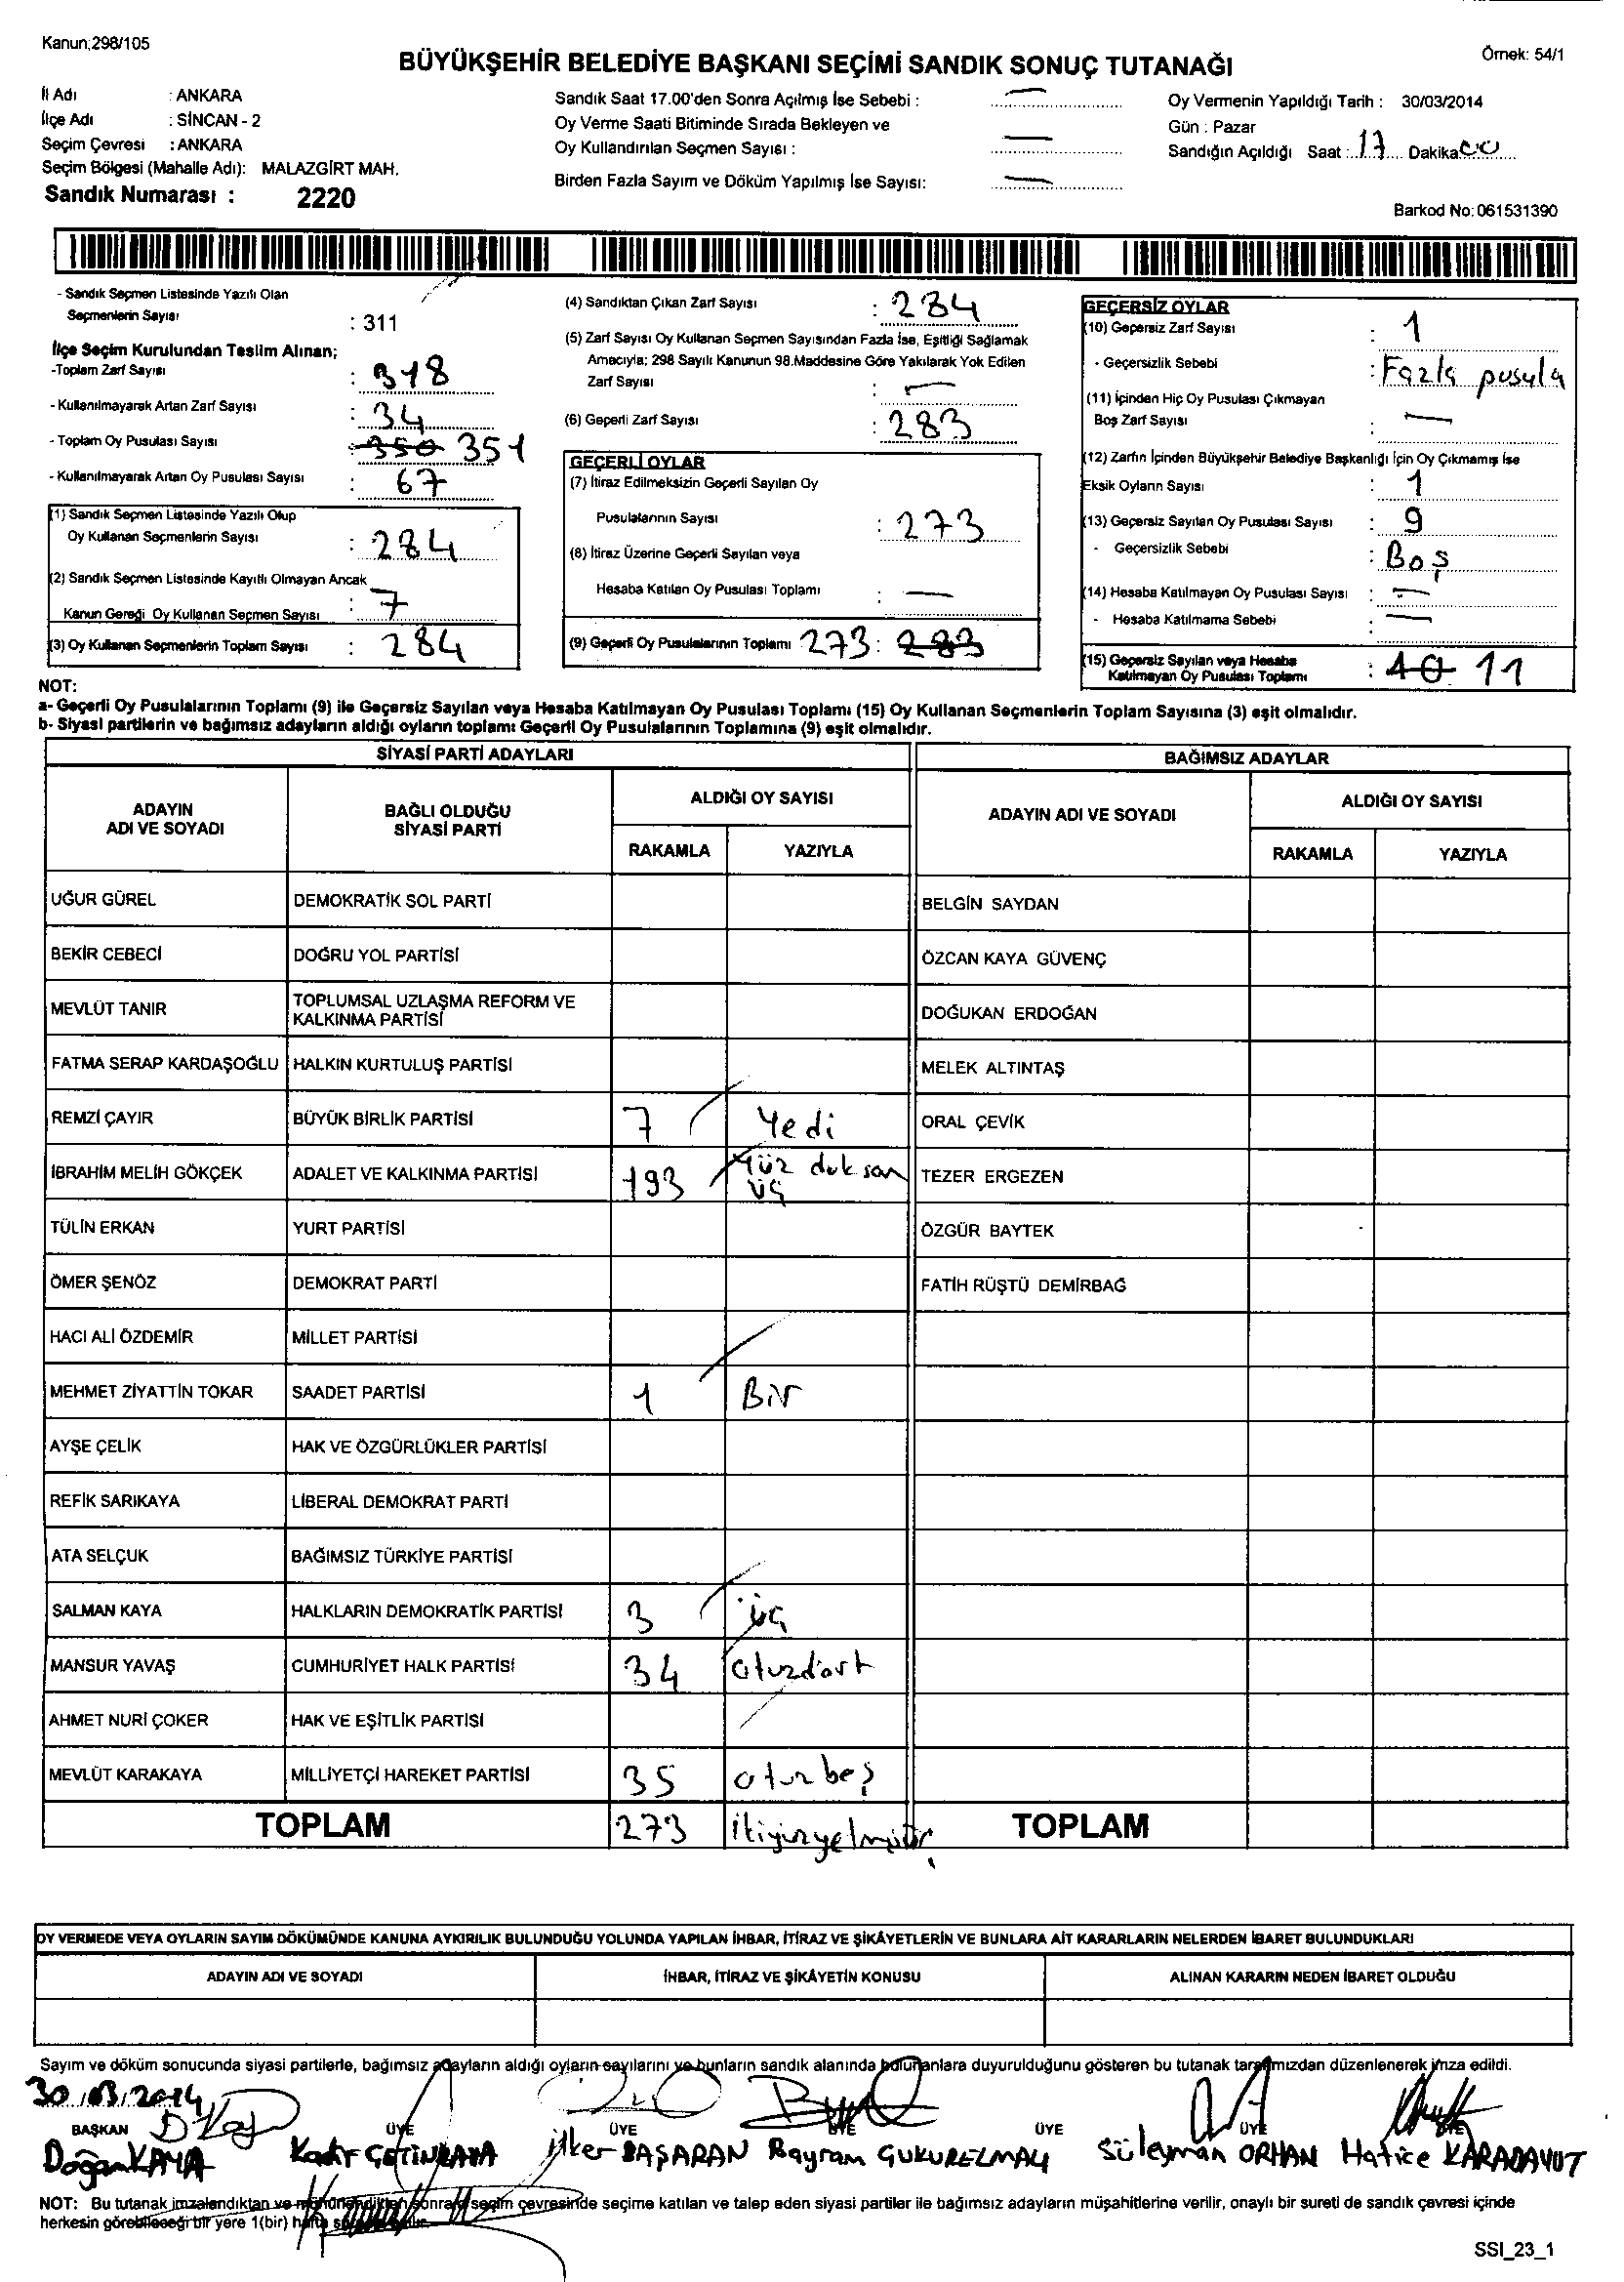 Kanun;298/105
Örnek: 54/1
BÜYÜKŞEHİR BELEDİYE BAŞKANI SEÇİMİ SANDIK SONUÇ TUTANAĞI
İl Adı : ANKARA
İlçe Adı : SİNCAN - 2
Seçim Çevresi : ANKARA
Seçim Bölgesi (Mahalle Adı): MALAZGİRT MAH.
Sandık Numarası : 2220
Sandık Saat 17.00'den Sonra Açılmış İse Sebebi : —
Oy Verme Saati Bitiminde Sırada Bekleyen ve
Oy Kullandırılan Seçmen Sayısı : —
Birden Fazla Sayım ve Döküm Yapılmış İse Sayısı: —
Oy Vermenin Yapıldığı Tarih : 30/03/2014
Gün : Pazar
Sandığın Açıldığı Saat : 17 Dakika 00
Barkod No: 061531390
- Sandık Seçmen Listesinde Yazılı Olan
Seçmenlerin Sayısı : 311
İlçe Seçim Kurulundan Teslim Alınan;
-Toplam Zarf Sayısı : 318
- Kullanılmayarak Artan Zarf Sayısı : 34
- Toplam Oy Pusulası Sayısı : 350 351
- Kullanılmayarak Artan Oy Pusulası Sayısı : 67
(1) Sandık Seçmen Listesinde Yazılı Olup
Oy Kullanan Seçmenlerin Sayısı : 284
(2) Sandık Seçmen Listesinde Kayıtlı Olmayan Ancak
Kanun Gereği Oy Kullanan Seçmen Sayısı : 7
(3) Oy Kullanan Seçmenlerin Toplam Sayısı : 284
(4) Sandıktan Çıkan Zarf Sayısı : 284
(5) Zarf Sayısı Oy Kullanan Seçmen Sayısından Fazla İse, Eşitliği Sağlamak
Amacıyla; 298 Sayılı Kanunun 98.Maddesine Göre Yakılarak Yok Edilen
Zarf Sayısı : —
(6) Geçerli Zarf Sayısı : 283
GEÇERLİ OYLAR
(7) İtiraz Edilmeksizin Geçerli Sayılan Oy
Pusulalarının Sayısı : 273
(8) İtiraz Üzerine Geçerli Sayılan veya
Hesaba Katılan Oy Pusulası Toplamı : —
(9) Geçerli Oy Pusulalarının Toplamı 273 : 283
GEÇERSİZ OYLAR
(10) Geçersiz Zarf Sayısı : 1
- Geçersizlik Sebebi : Fazla pusula
(11) İçinden Hiç Oy Pusulası Çıkmayan
Boş Zarf Sayısı : —
(12) Zarfın İçinden Büyükşehir Belediye Başkanlığı İçin Oy Çıkmamış İse
Eksik Oyların Sayısı : 1
(13) Geçersiz Sayılan Oy Pusulası Sayısı : 9
- Geçersizlik Sebebi : Boş
(14) Hesaba Katılmayan Oy Pusulası Sayısı : —
- Hesaba Katılmama Sebebi : —
(15) Geçersiz Sayılan veya Hesaba
Katılmayan Oy Pusulası Toplamı : 10 11
NOT:
a- Geçerli Oy Pusulalarının Toplamı (9) ile Geçersiz Sayılan veya Hesaba Katılmayan Oy Pusulası Toplamı (15) Oy Kullanan Seçmenlerin Toplam Sayısına (3) eşit olmalıdır.
b- Siyasi partilerin ve bağımsız adayların aldığı oyların toplamı Geçerli Oy Pusulalarının Toplamına (9) eşit olmalıdır.
SİYASİ PARTİ ADAYLARI
BAĞIMSIZ ADAYLAR
ADAYIN ADI VE SOYADI
BAĞLI OLDUĞU SİYASİ PARTİ
ALDIĞI OY SAYISI
RAKAMLA YAZIYLA
ADAYIN ADI VE SOYADI
ALDIĞI OY SAYISI
RAKAMLA YAZIYLA
UĞUR GÜREL DEMOKRATİK SOL PARTİ BELGİN SAYDAN
BEKİR CEBECİ DOĞRU YOL PARTİSİ ÖZCAN KAYA GÜVENÇ
MEVLÜT TANIR TOPLUMSAL UZLAŞMA REFORM VE KALKINMA PARTİSİ DOĞUKAN ERDOĞAN
FATMA SERAP KARDAŞOĞLU HALKIN KURTULUŞ PARTİSİ MELEK ALTINTAŞ
REMZİ ÇAYIR BÜYÜK BİRLİK PARTİSİ 7 Yedi ORAL ÇEVİK
İBRAHİM MELİH GÖKÇEK ADALET VE KALKINMA PARTİSİ 193 Yüz doksan üç TEZER ERGEZEN
TÜLİN ERKAN YURT PARTİSİ ÖZGÜR BAYTEK
ÖMER ŞENÖZ DEMOKRAT PARTİ FATİH RÜŞTÜ DEMİRBAĞ
HACI ALİ ÖZDEMİR MİLLET PARTİSİ
MEHMET ZİYATTİN TOKAR SAADET PARTİSİ 1 Bir
AYŞE ÇELİK HAK VE ÖZGÜRLÜKLER PARTİSİ
REFİK SARIKAYA LİBERAL DEMOKRAT PARTİ
ATA SELÇUK BAĞIMSIZ TÜRKİYE PARTİSİ
SALMAN KAYA HALKLARIN DEMOKRATİK PARTİSİ 3 üç
MANSUR YAVAŞ CUMHURİYET HALK PARTİSİ 34 otuzdört
AHMET NURİ ÇOKER HAK VE EŞİTLİK PARTİSİ
MEVLÜT KARAKAYA MİLLİYETÇİ HAREKET PARTİSİ 35 otuzbeş
TOPLAM 273 TOPLAM
OY VERMEDE VEYA OYLARIN SAYIM DÖKÜMÜNDE KANUNA AYKIRILIK BULUNDUĞU YOLUNDA YAPILAN İHBAR, İTİRAZ VE ŞİKÂYETLERİN VE BUNLARA AİT KARARLARIN NELERDEN İBARET BULUNDUKLARI
ADAYIN ADI VE SOYADI İHBAR, İTİRAZ VE ŞİKÂYETİN KONUSU ALINAN KARARIN NEDEN İBARET OLDUĞU
Sayım ve döküm sonucunda siyasi partilerle, bağımsız adayların aldığı oyların sayılarını ve bunların sandık alanında bulunanlara duyurulduğunu gösteren bu tutanak tarafımızdan düzenlenerek imza edildi.
30.03.2014
BAŞKAN ÜYE ÜYE ÜYE ÜYE ÜYE
Doğan KAYA Kadir ÇETİNKAYA İlker BAŞARAN Bayram ÇUKURELMALI Süleyman ORHAN Hatice KARADAVUT
NOT: Bu tutanak imzalandıktan ve mühürlendikten sonra seçim çevresinde seçime katılan ve talep eden siyasi partiler ile bağımsız adayların müşahitlerine verilir, onaylı bir sureti de sandık çevresi içinde
herkesin görebileceği bir yere 1(bir) hafta
SSI_23_1